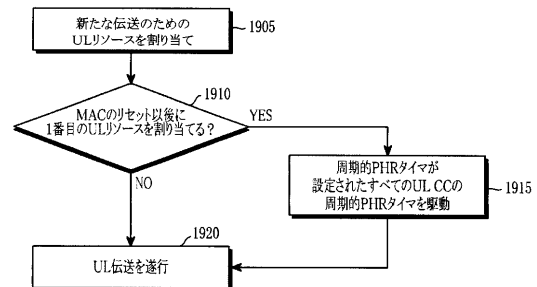 新たな伝送のための
ULリソースを割り当て
1905
MACのリセット以後に
1番目のULリソースを割り当てる？
1910
YES
NO
周期的PHRタイマが
設定されたすべてのUL CCの
周期的PHRタイマを駆動
1915
1920
UL伝送を遂行